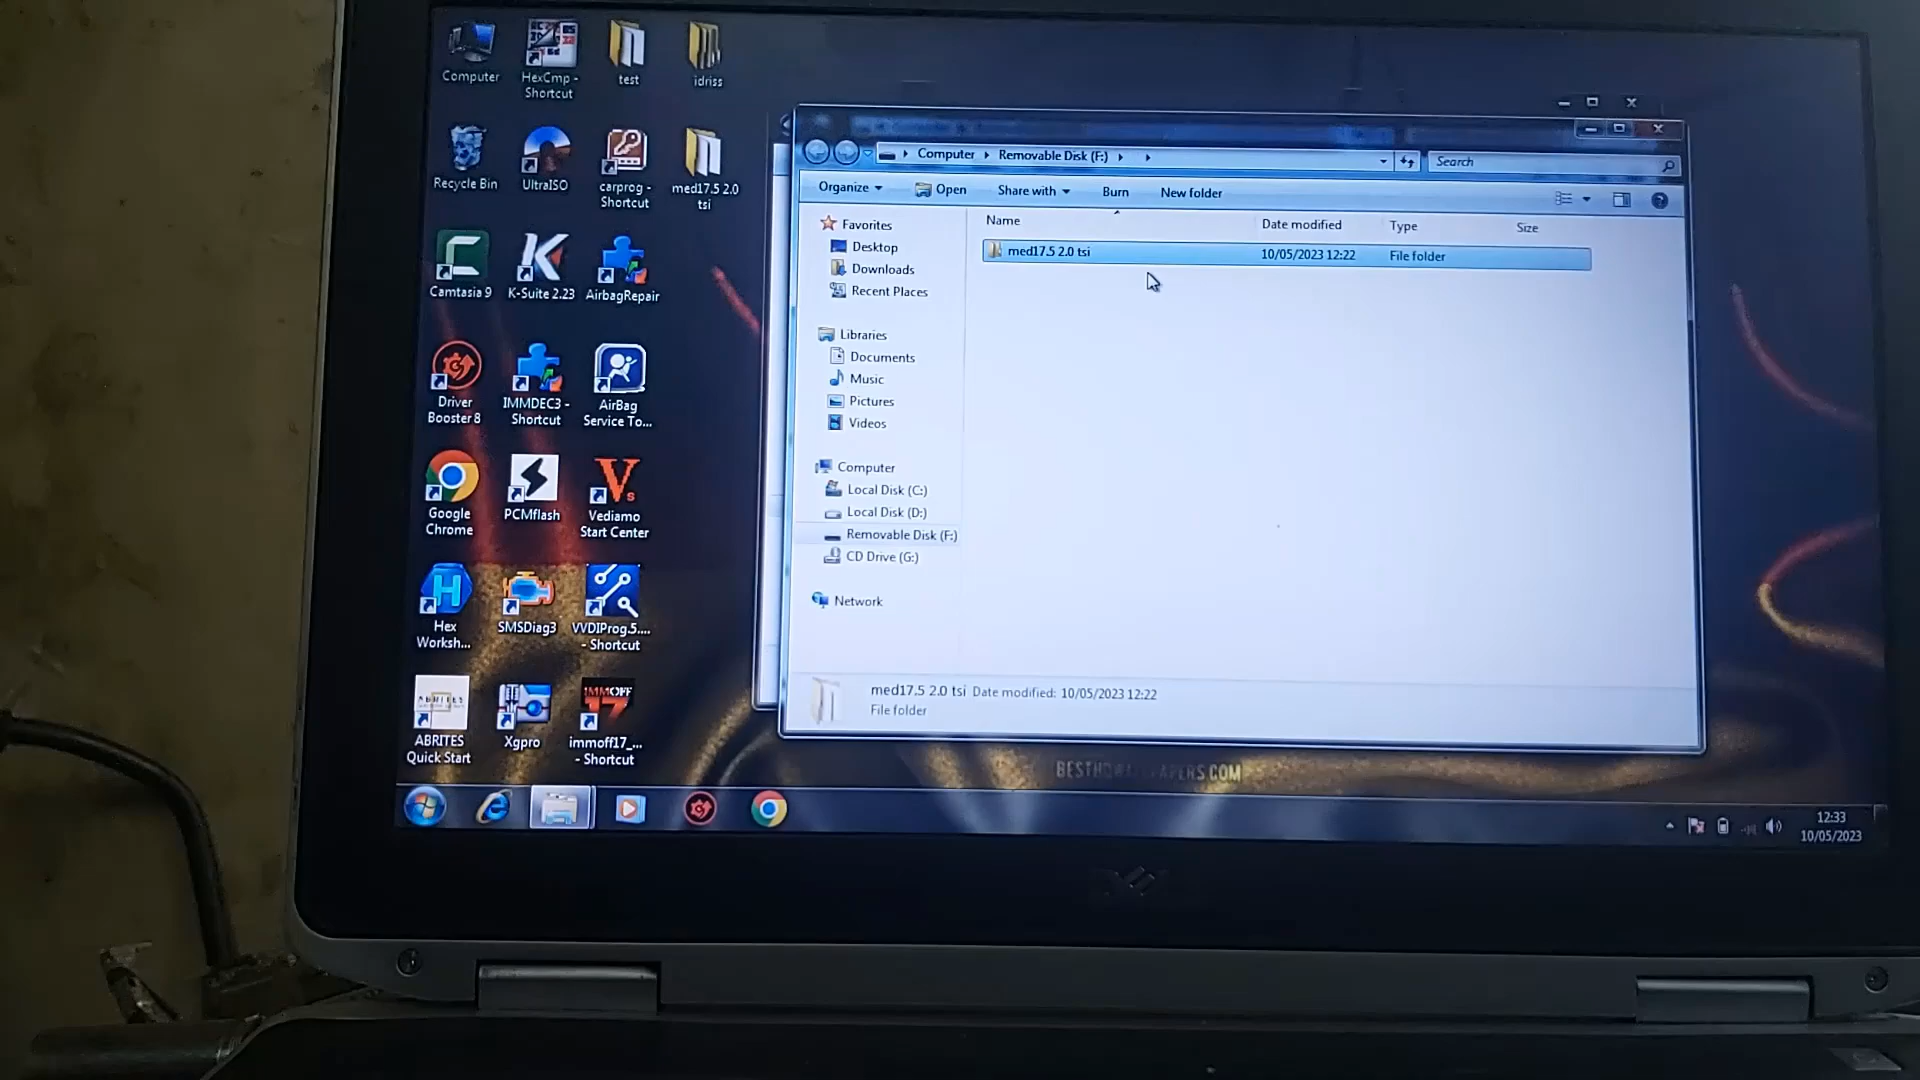 Computer
HexCmp -
Shortcut
test
idriss
Recycle Bin
UltraISO
carprog -
Shortcut
med17.5 2.0
tsi
Camtasia 9
K-Suite 2.23
AirbagRepair
Driver
Booster 8
IMMDEC3 -
Shortcut
AirBag
Service To...
Google
Chrome
PCMflash
Vediamo
Start Center
Hex
Worksh...
SMSDiag3
VVDIProg.5....
- Shortcut
ABRITES
ABRITES
Quick Start
Xgpro
IMMOFF
17
immoff17_...
- Shortcut
Computer
Removable Disk (F:)
Search
Organize
Open
Share with
Burn
New folder
Name
Date modified
Type
Size
med17.5 2.0 tsi
10/05/2023 12:22
File folder
Favorites
Desktop
Downloads
Recent Places
Libraries
Documents
Music
Pictures
Videos
Computer
Local Disk (C:)
Local Disk (D:)
Removable Disk (F:)
CD Drive (G:)
Network
med17.5 2.0 tsi Date modified: 10/05/2023 12:22
File folder
12:33
10/05/2023